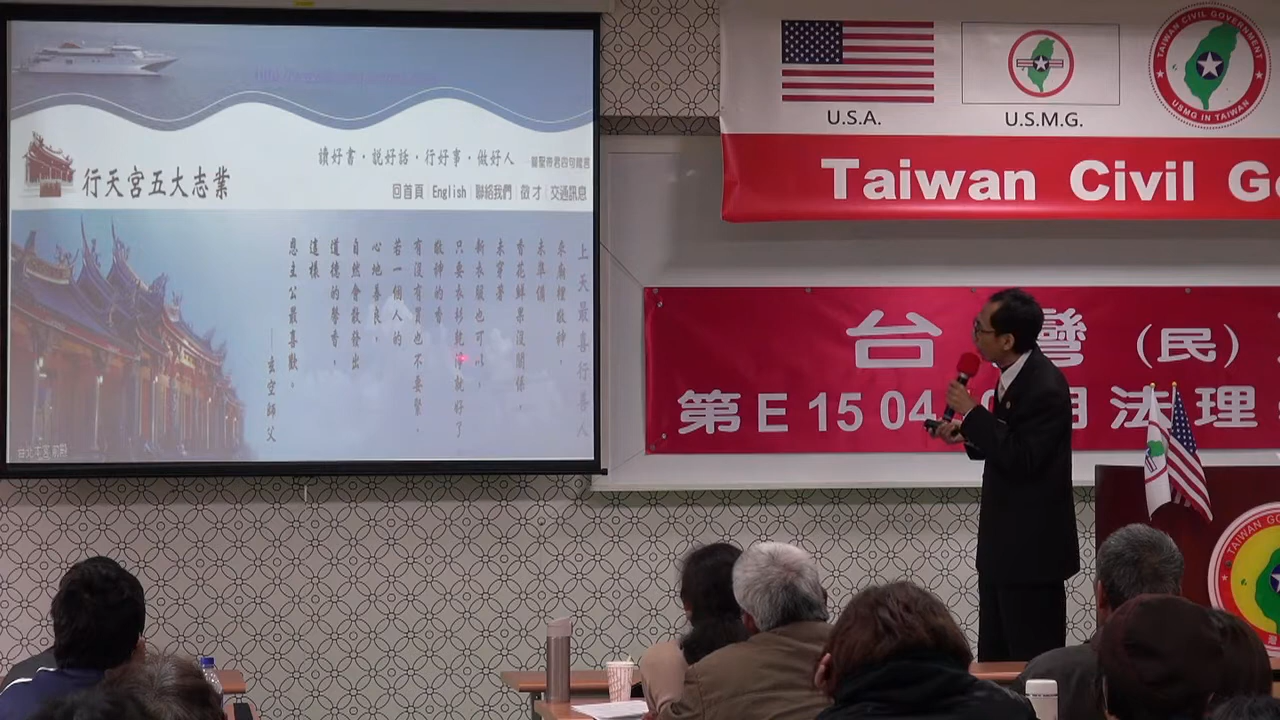 行天宮五大志業
讀好書・說好話・行好事・做好人
回首頁 | English | 聯絡我們 | 徵才 | 交通訊息
上天最喜行善人
來廟裡敬神，
未準備
香花鮮果沒關係，
未穿著
新衣服也可以，
只要衣衫乾淨就好了
敬神的香
有沒有買也不要緊，
若一個人的
心地善良，
自然會散發出
道德的馨香，
這樣
恩主公最喜歡。
——玄空師父
U.S.A.
U.S.M.G.
TAIWAN CIVIL GOVERNMENT
USMG IN TAIWAN
Taiwan Civil G
台灣(民)
第E 15 04
法理